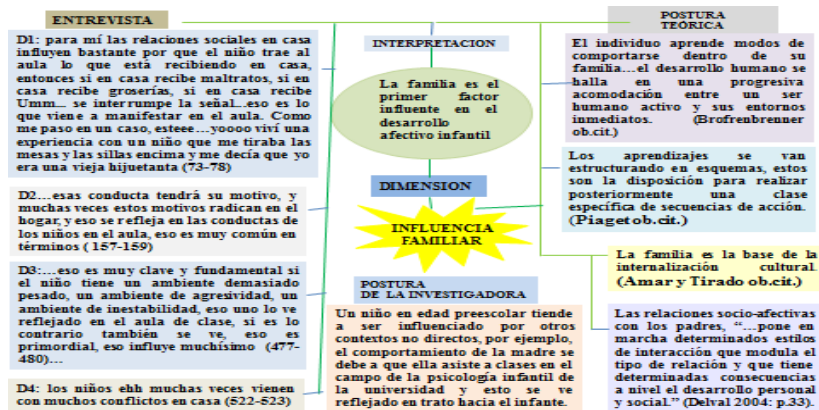 ENTREVISTA
D1: para mí las relaciones sociales en casa
influyen bastante por que el niño trae al
aula lo que está recibiendo en casa,
entonces si en casa recibe maltratos, si en
casa recibe groserías, si en casa recibe
Umm... se interrumpe la señal...eso es lo
que viene a manifestar en el aula. Como
me paso en un caso, esteee...yoooo viví una
experiencia con un niño que me tiraba las
mesas y las sillas encima y me decía que yo
era una vieja hijuetanta (73-78)
D2...esas conducta tendrá su motivo, y
muchas veces estos motivos radican en el
hogar, y eso se refleja en las conductas de
los niños en el aula, eso es muy común en
términos ( 157-159)
D3:...eso es muy clave y fundamental si
el niño tiene un ambiente demasiado
pesado, un ambiente de agresividad, un
ambiente de inestabilidad, eso uno lo ve
reflejado en el aula de clase, si es lo
contrario también se ve, eso es
primordial, eso influye muchísimo (477-
480)...
D4: los niños ehh muchas veces vienen
con muchos conflictos en casa (522-523)
INTERPRETACION
La familia es el
primer factor
influente en el
desarrollo
afectivo infantil
DIMENSION
INFLUENCIA
FAMILIAR
POSTURA
DE LA INVESTIGADORA
Un niño en edad preescolar tiende
a ser influenciado por otros
contextos no directos, por ejemplo,
el comportamiento de la madre se
debe a que ella asiste a clases en el
campo de la psicología infantil de
la universidad y esto se ve
reflejado en trato hacia el infante.
POSTURA
TEÓRICA
El individuo aprende modos de
comportarse dentro de su
familia...el desarrollo humano se
halla en una progresiva
acomodación entre un ser
humano activo y sus entornos
inmediatos. (Brofrenbrenner
ob.cit.)
Los aprendizajes se van
estructurando en esquemas, estos
son la disposición para realizar
posteriormente una clase
específica de secuencias de acción.
(Piaget ob.cit.)
La familia es la base de la
internalización cultural.
(Amar y Tirado ob.cit.)
Las relaciones socio-afectivas
con los padres, “...pone en
marcha determinados estilos
de interacción que modula el
tipo de relación y que tiene
determinadas consecuencias
a nivel el desarrollo personal
y social.” (Delval 2004: p.33).